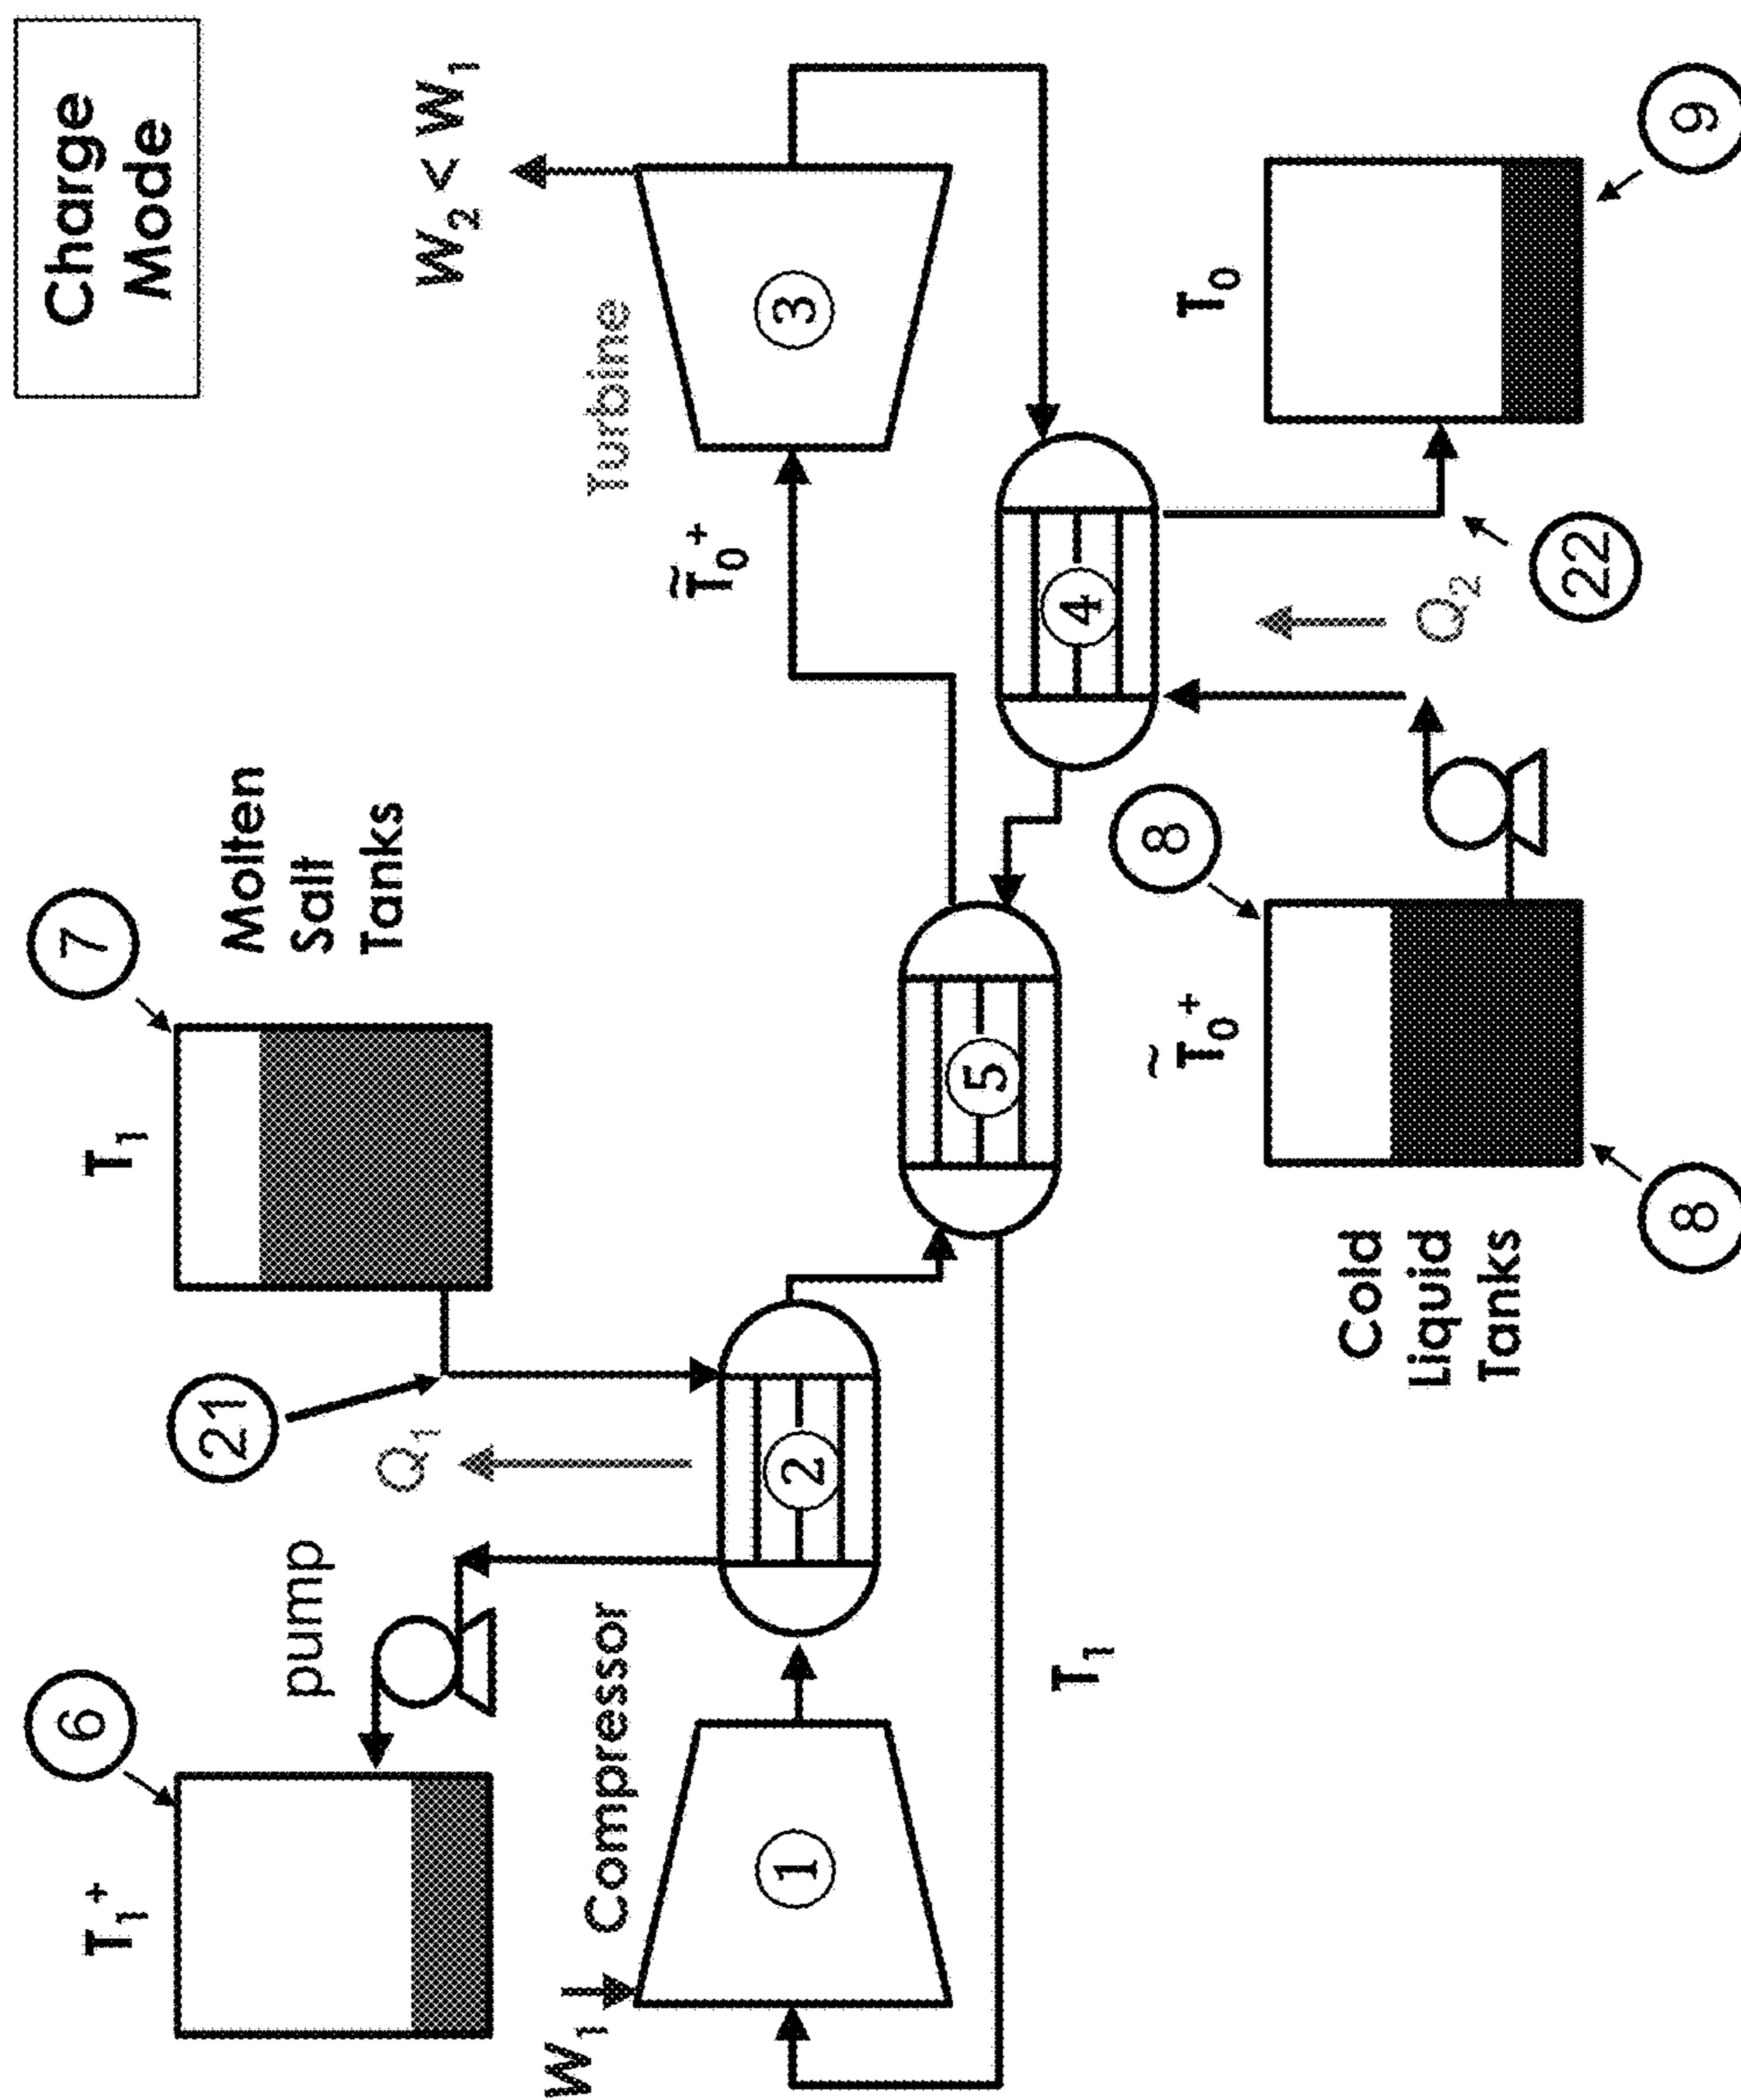 Charge
Mode
T₁⁺
6
pump
Q₁
21
T₁
7
Molten
Salt
Tanks
W₂ < W₁
W₁
Compressor
1
2
5
T̃₀⁺
Turbine
3
T₁
4
Cold
Liquid
Tanks
8
T̃₀⁺
8
Q₂
22
T₀
9